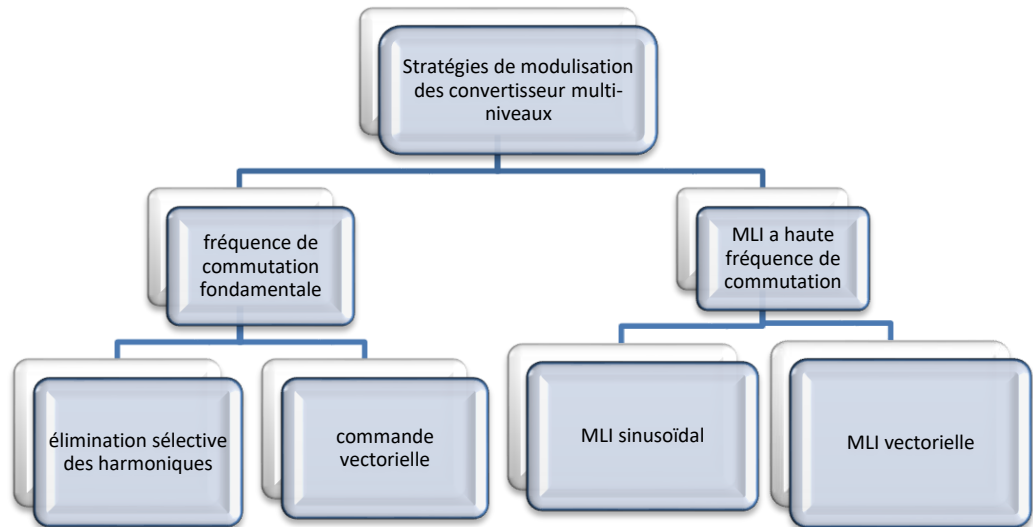 Stratégies de modulisation
des convertisseur multi-
niveaux
fréquence de
commutation
fondamentale
MLI a haute
fréquence de
commutation
élimination sélective
des harmoniques
commande
vectorielle
MLI sinusoïdal
MLI vectorielle